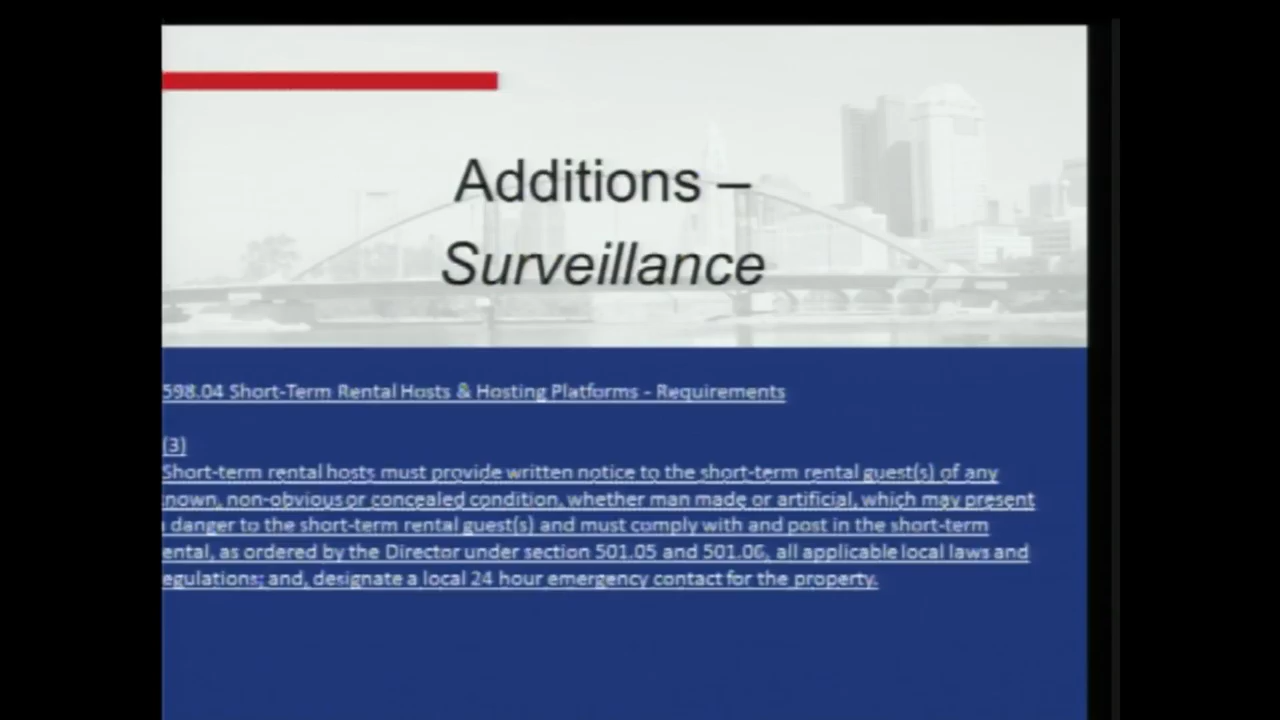 Additions –
Surveillance
598.04 Short-Term Rental Hosts & Hosting Platforms - Requirements
(3)
Short-term rental hosts must provide written notice to the short-term rental guest(s) of any
nown, non-obvious or concealed condition, whether man made or artificial, which may present
danger to the short-term rental guest(s) and must comply with and post in the short-term
ental, as ordered by the Director under section 501.05 and 501.06, all applicable local laws and
egulations; and, designate a local 24 hour emergency contact for the property.